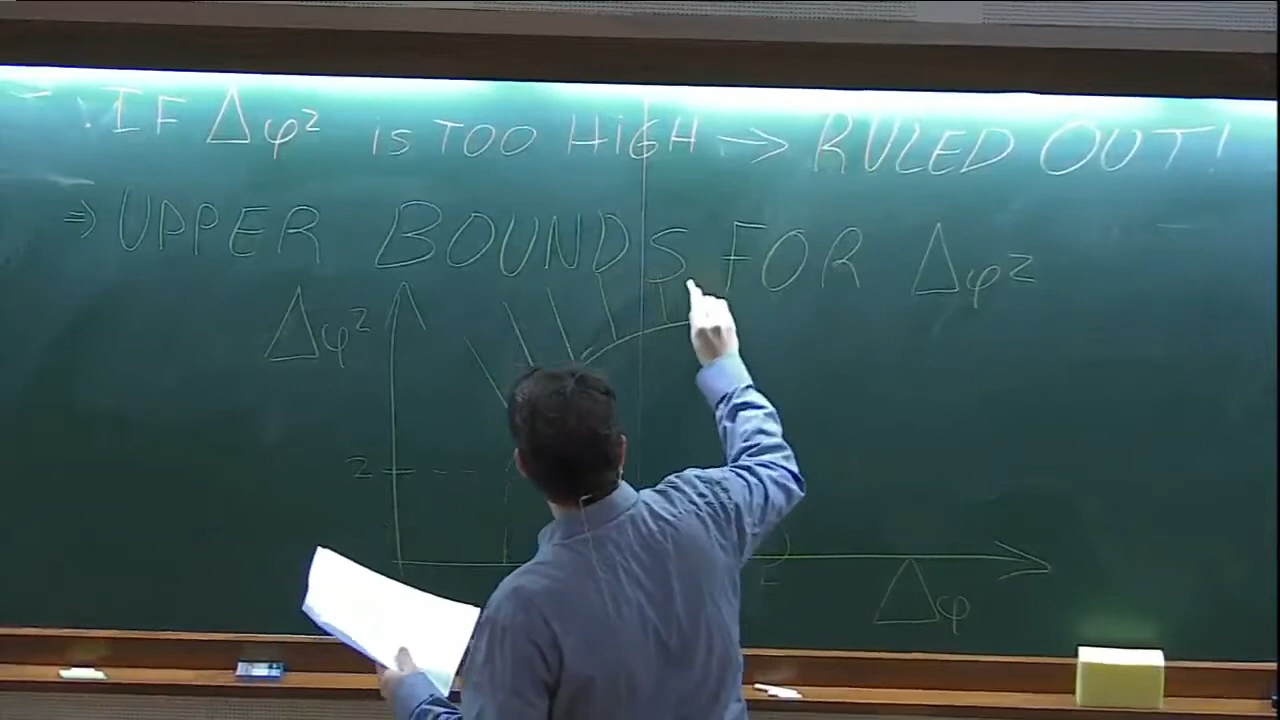 IF Δφ² is TOO HIGH → RULED OUT!
⇒ UPPER BOUNDS FOR Δφ²
Δφ²
2
Δφ